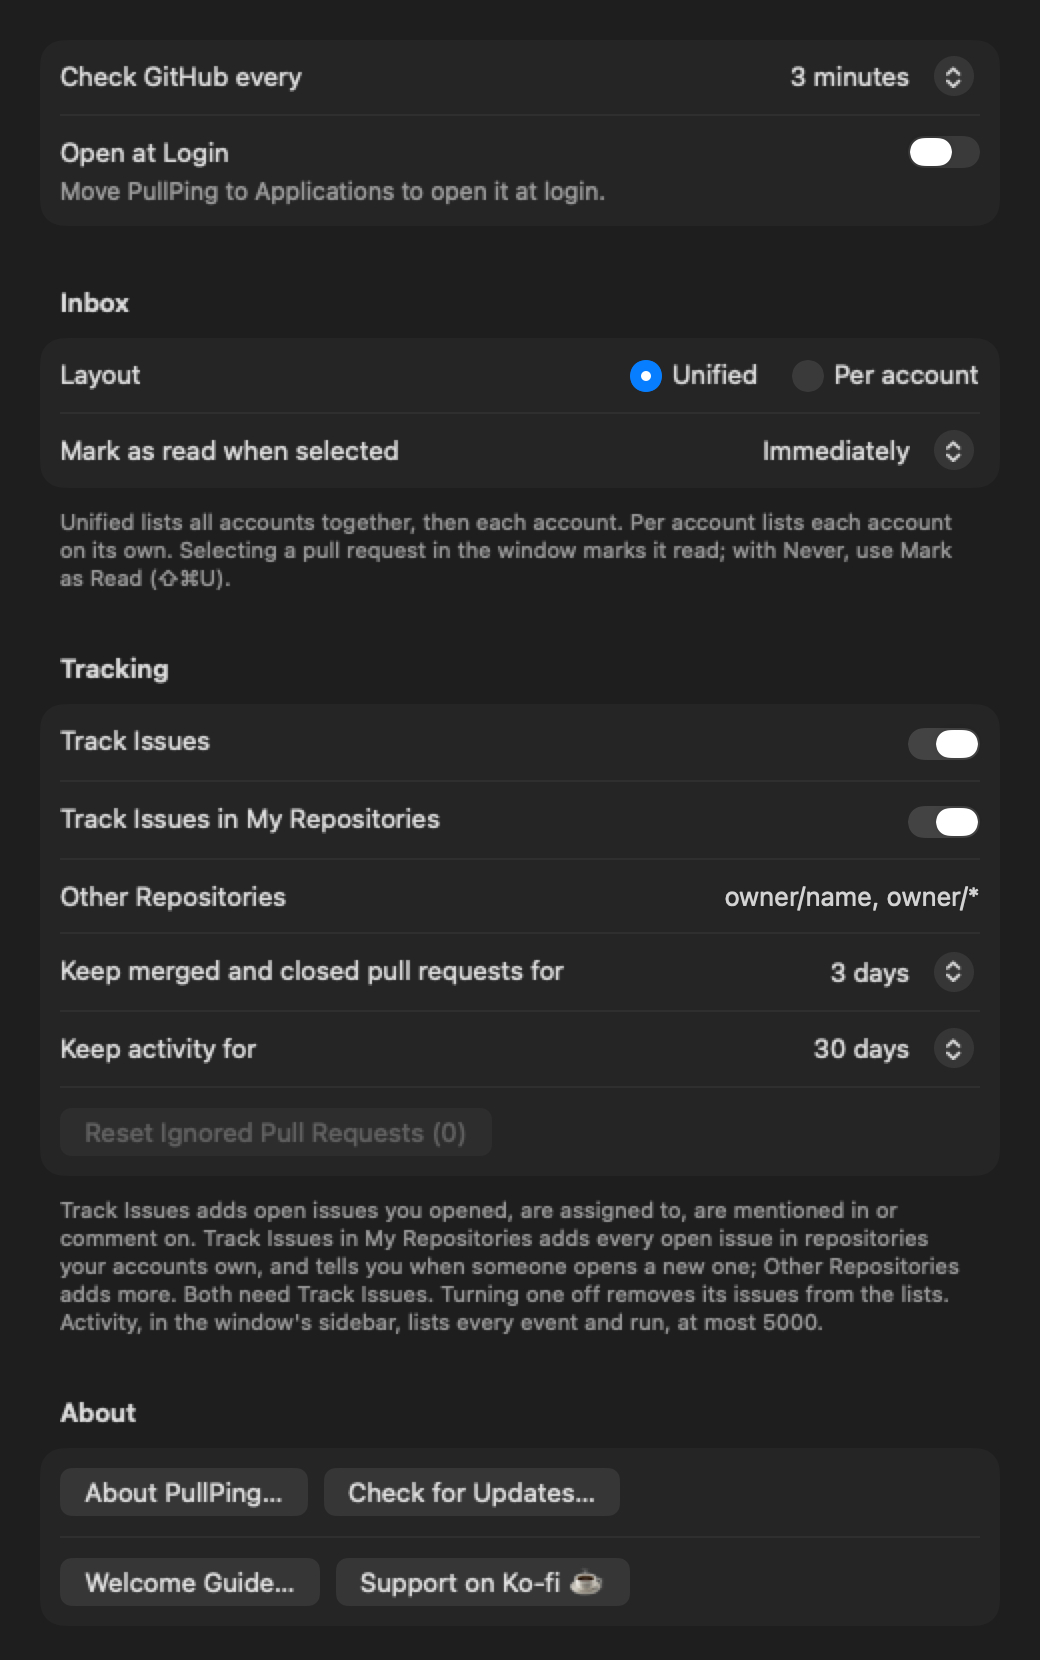 Check GitHub every 3 minutes
Open at Login
Move PullPing to Applications to open it at login.
Inbox
Layout Unified Per account
Mark as read when selected Immediately
Unified lists all accounts together, then each account. Per account lists each account
on its own. Selecting a pull request in the window marks it read; with Never, use Mark
as Read (⇧⌘U).
Tracking
Track Issues
Track Issues in My Repositories
Other Repositories owner/name, owner/*
Keep merged and closed pull requests for 3 days
Keep activity for 30 days
Reset Ignored Pull Requests (0)
Track Issues adds open issues you opened, are assigned to, are mentioned in or
comment on. Track Issues in My Repositories adds every open issue in repositories
your accounts own, and tells you when someone opens a new one; Other Repositories
adds more. Both need Track Issues. Turning one off removes its issues from the lists.
Activity, in the window's sidebar, lists every event and run, at most 5000.
About
About PullPing... Check for Updates...
Welcome Guide... Support on Ko-fi ☕